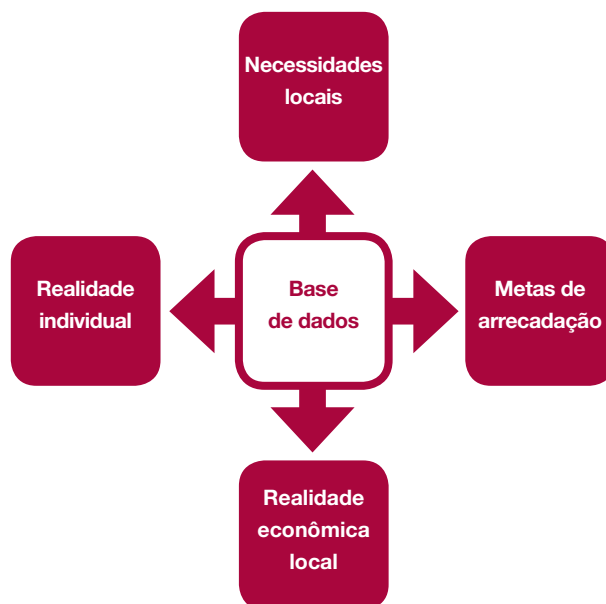 Necessidades
locais
Realidade
individual
Base
de dados
Metas de
arrecadação
Realidade
econômica
local